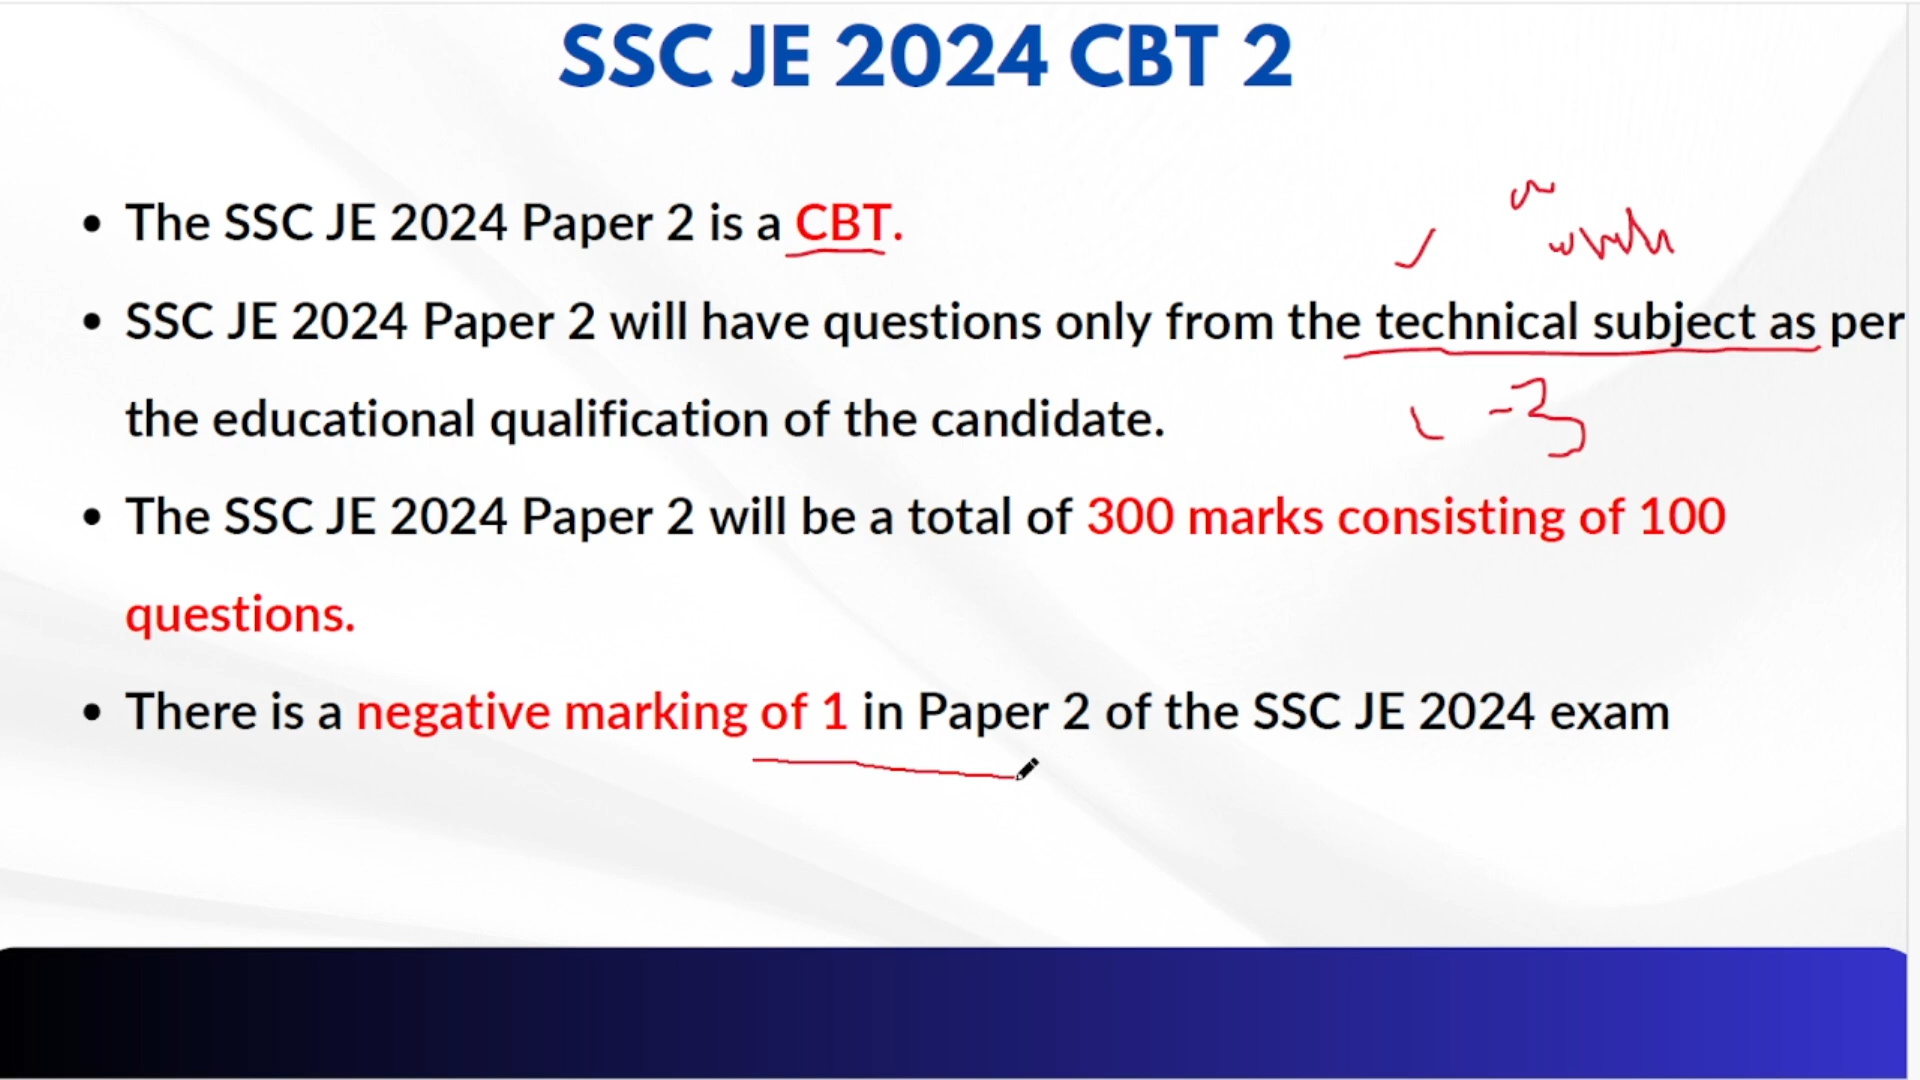 SSC JE 2024 CBT 2
• The SSC JE 2024 Paper 2 is a CBT.
• SSC JE 2024 Paper 2 will have questions only from the technical subject as per
the educational qualification of the candidate.
-3
• The SSC JE 2024 Paper 2 will be a total of 300 marks consisting of 100
questions.
• There is a negative marking of 1 in Paper 2 of the SSC JE 2024 exam